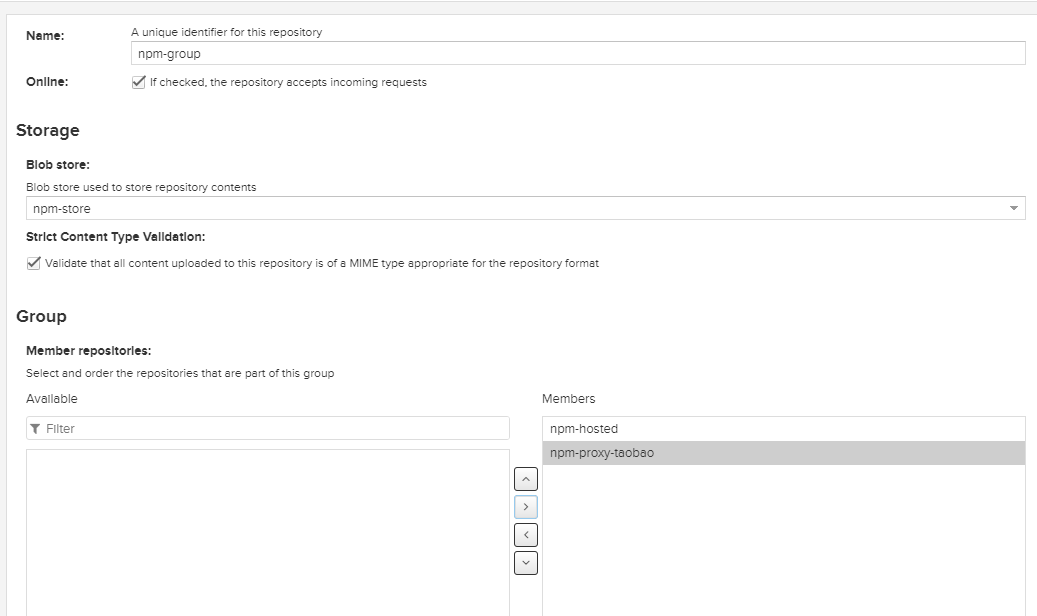 Name:
A unique identifier for this repository
npm-group
Online:
If checked, the repository accepts incoming requests
Storage
Blob store:
Blob store used to store repository contents
npm-store
Strict Content Type Validation:
Validate that all content uploaded to this repository is of a MIME type appropriate for the repository format
Group
Member repositories:
Select and order the repositories that are part of this group
Available
Members
Filter
npm-hosted
npm-proxy-taobao